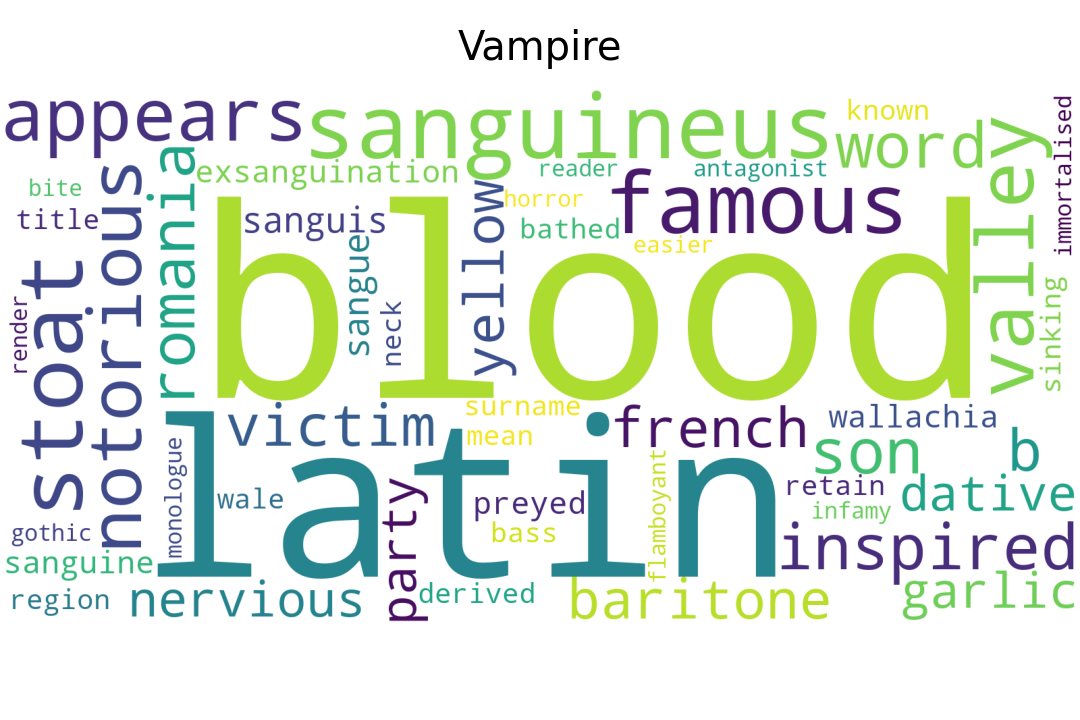 Vampire
appears
sanguineus
known
word
immortalised
exsanguination
reader
antagonist
bite
title
notorious
romania
sanguis
yellow
horror
bathed
famous
easier
valley
stoat
render
blood
sangue
neck
sinking
victim
surname
mean
french
wallachia
son
b
latin
monologue
wale
party
preyed
bass
flamboyant
retain
infamy
dative
gothic
sanguine
inspired
region
nervious
derived
baritone
garlic